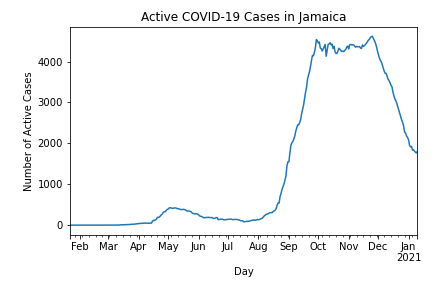 Active COVID-19 Cases in Jamaica
Number of Active Cases
4000
3000
2000
1000
0
Feb Mar Apr May Jun Jul Aug Sep Oct Nov Dec Jan
2021
Day